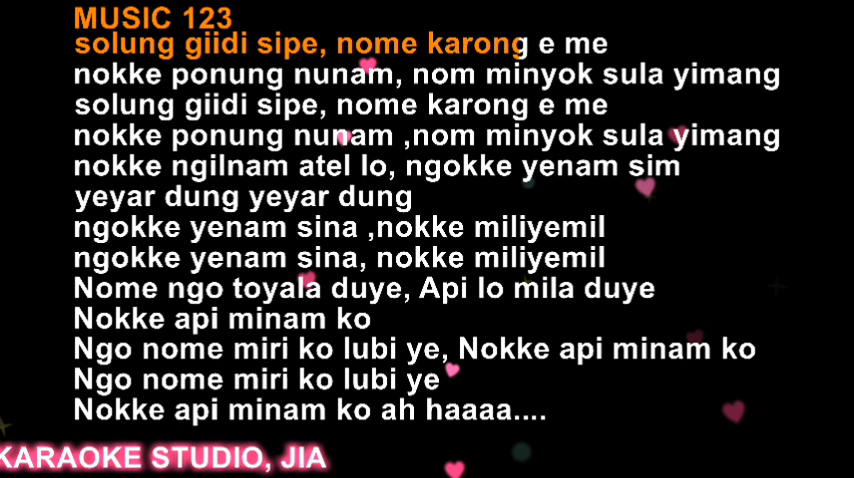 MUSIC 123
solung giidi sipe, nome karong e me
nokke ponung nunam, nom minyok sula yimang
solung giidi sipe, nome karong e me
nokke ponung nunam ,nom minyok sula yimang
nokke ngilnam atel lo, ngokke yenam sim
yeyar dung yeyar dung
ngokke yenam sina ,nokke miliyemil
ngokke yenam sina, nokke miliyemil
Nome ngo toyala duye, Api lo mila duye
Nokke api minam ko
Ngo nome miri ko lubi ye, Nokke api minam ko
Ngo nome miri ko lubi ye
Nokke api minam ko ah haaaa....
KARAOKE STUDIO, JIA